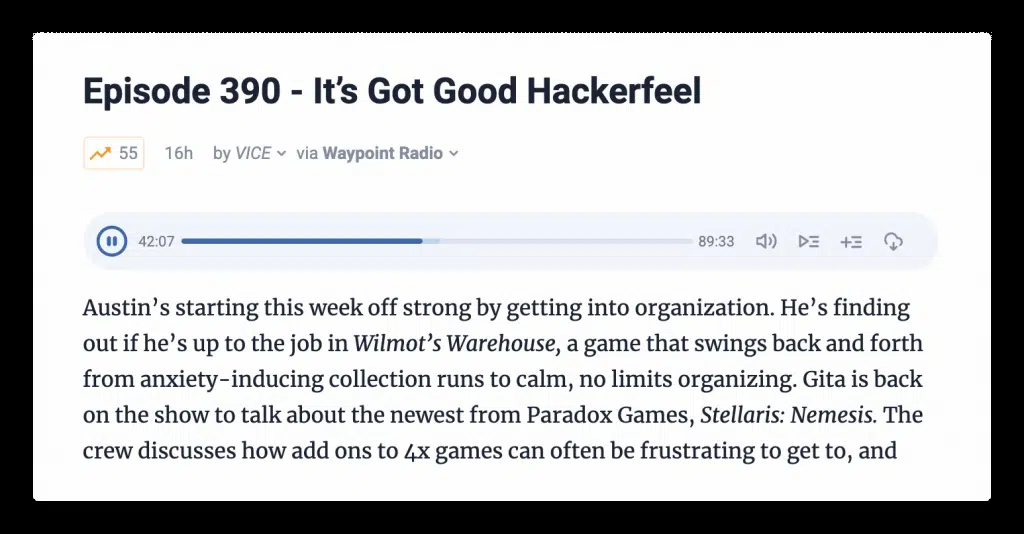 Episode 390 - It’s Got Good Hackerfeel
55 16h by VICE via Waypoint Radio
42:07 89:33
Austin’s starting this week off strong by getting into organization. He’s finding
out if he’s up to the job in Wilmot’s Warehouse, a game that swings back and forth
from anxiety-inducing collection runs to calm, no limits organizing. Gita is back
on the show to talk about the newest from Paradox Games, Stellaris: Nemesis. The
crew discusses how add ons to 4x games can often be frustrating to get to, and